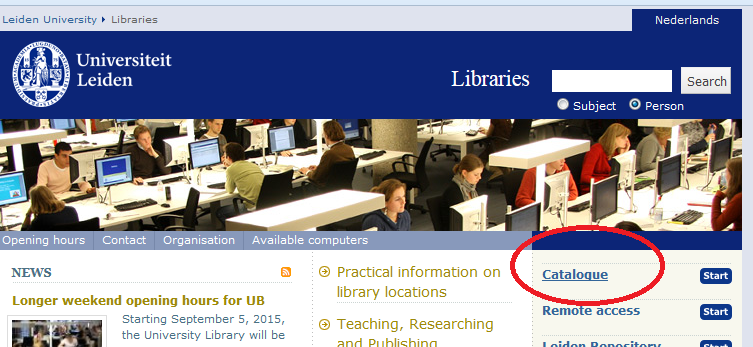 Leiden University ▸ Libraries
Nederlands
Universiteit
Leiden
Libraries
Search
Subject Person
Opening hours Contact Organisation Available computers
NEWS
Longer weekend opening hours for UB
Starting September 5, 2015,
the University Library will be
Practical information on
library locations
Teaching, Researching
and Publishing
Catalogue Start
Remote access Start
Leiden Repository Start